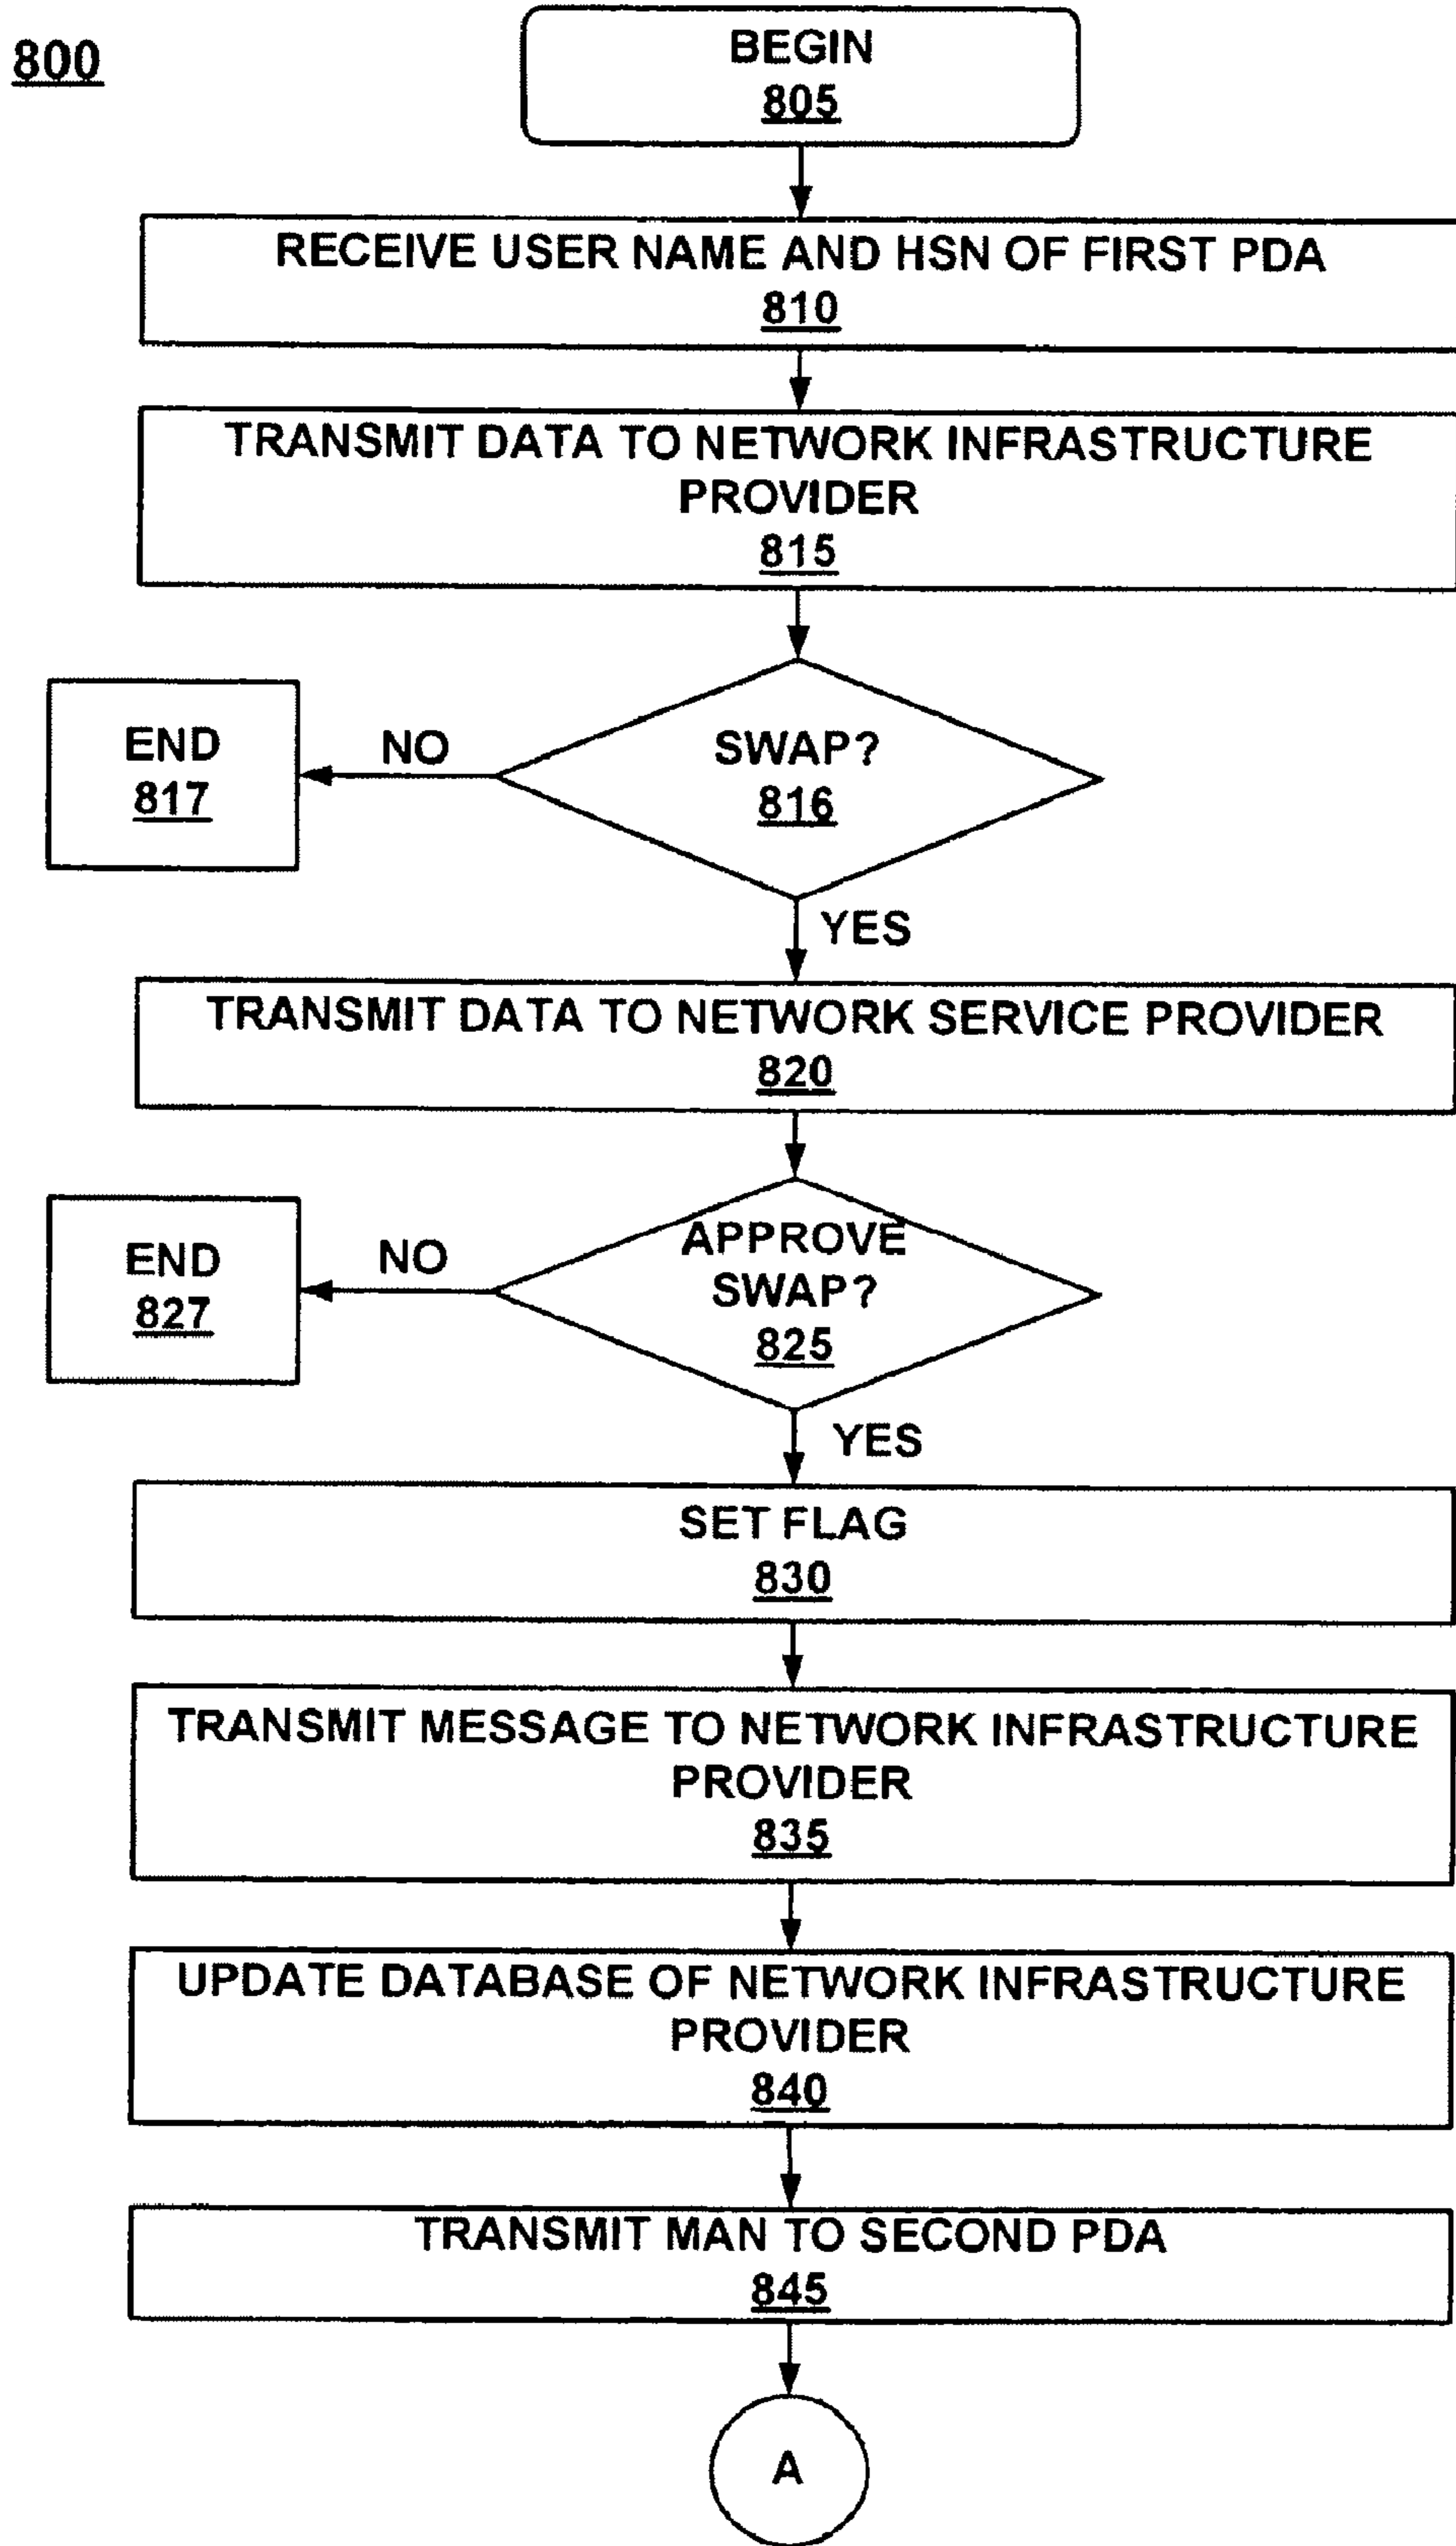 800
BEGIN
805
RECEIVE USER NAME AND HSN OF FIRST PDA
810
TRANSMIT DATA TO NETWORK INFRASTRUCTURE
PROVIDER
815
SWAP?
816
NO
END
817
YES
TRANSMIT DATA TO NETWORK SERVICE PROVIDER
820
APPROVE
SWAP?
825
NO
END
827
YES
SET FLAG
830
TRANSMIT MESSAGE TO NETWORK INFRASTRUCTURE
PROVIDER
835
UPDATE DATABASE OF NETWORK INFRASTRUCTURE
PROVIDER
840
TRANSMIT MAN TO SECOND PDA
845
A